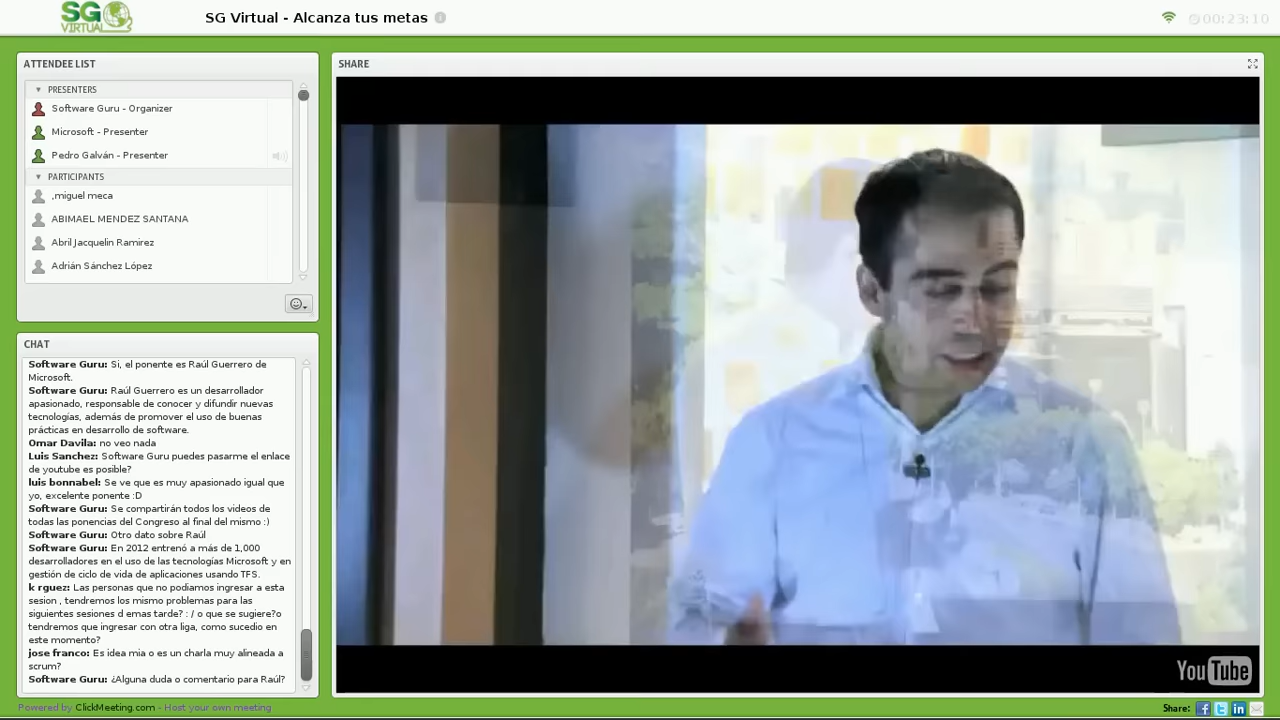 SG
VIRTUAL
SG Virtual - Alcanza tus metas
00:23:10
ATTENDEE LIST
PRESENTERS
Software Guru - Organizer
Microsoft - Presenter
Pedro Galván - Presenter
PARTICIPANTS
,miguel meca
ABIMAEL MENDEZ SANTANA
Abril Jacquelin Ramirez
Adrián Sánchez López
CHAT
Software Guru: Si, el ponente es Raúl Guerrero de
Microsoft.
Software Guru: Raúl Guerrero es un desarrollador
apasionado, responsable de conocer y difundir nuevas
tecnologías, además de promover el uso de buenas
prácticas en desarrollo de software.
Omar Davila: no veo nada
Luis Sanchez: Software Guru puedes pasarme el enlace
de youtube es posible?
luis bonnabel: Se ve que es muy apasionado igual que
yo, excelente ponente :D
Software Guru: Se compartirán todos los videos de
todas las ponencias del Congreso al final del mismo :)
Software Guru: Otro dato sobre Raúl
Software Guru: En 2012 entrenó a más de 1,000
desarrolladores en el uso de las tecnologías Microsoft y en
gestión de ciclo de vida de aplicaciones usando TFS.
k rguez: Las personas que no podiamos ingresar a esta
sesion , tendremos los mismo problemas para las
siguientes sesiones d emas tarde? : / o que se sugiere?o
tendremos que ingresar con otra liga, como sucedio en
este momento?
jose franco: Es idea mia o es un charla muy alineada a
scrum?
Software Guru: ¿Alguna duda o comentario para Raúl?
SHARE
YouTube
Powered by ClickMeeting.com - Host your own meeting
Share: